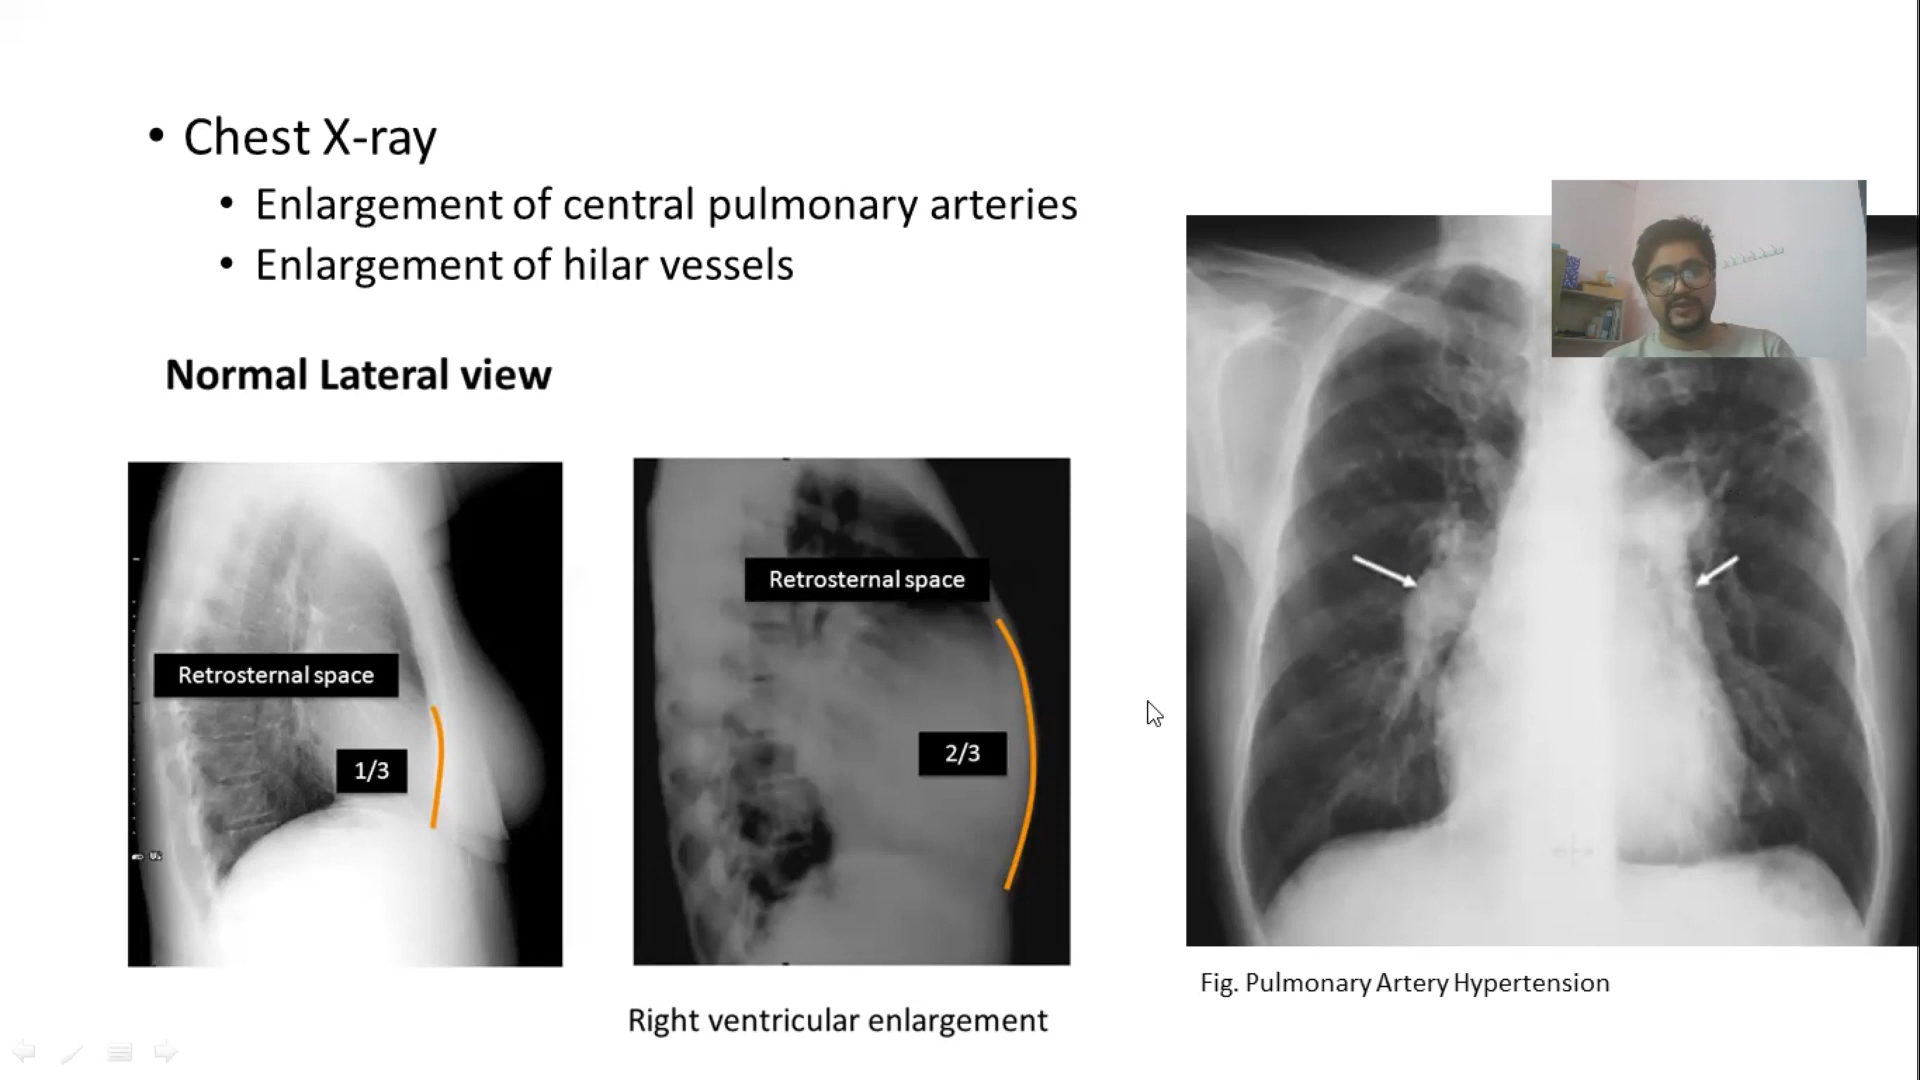 • Chest X-ray
• Enlargement of central pulmonary arteries
• Enlargement of hilar vessels
Normal Lateral view
Retrosternal space
1/3
Retrosternal space
2/3
Right ventricular enlargement
Fig. Pulmonary Artery Hypertension